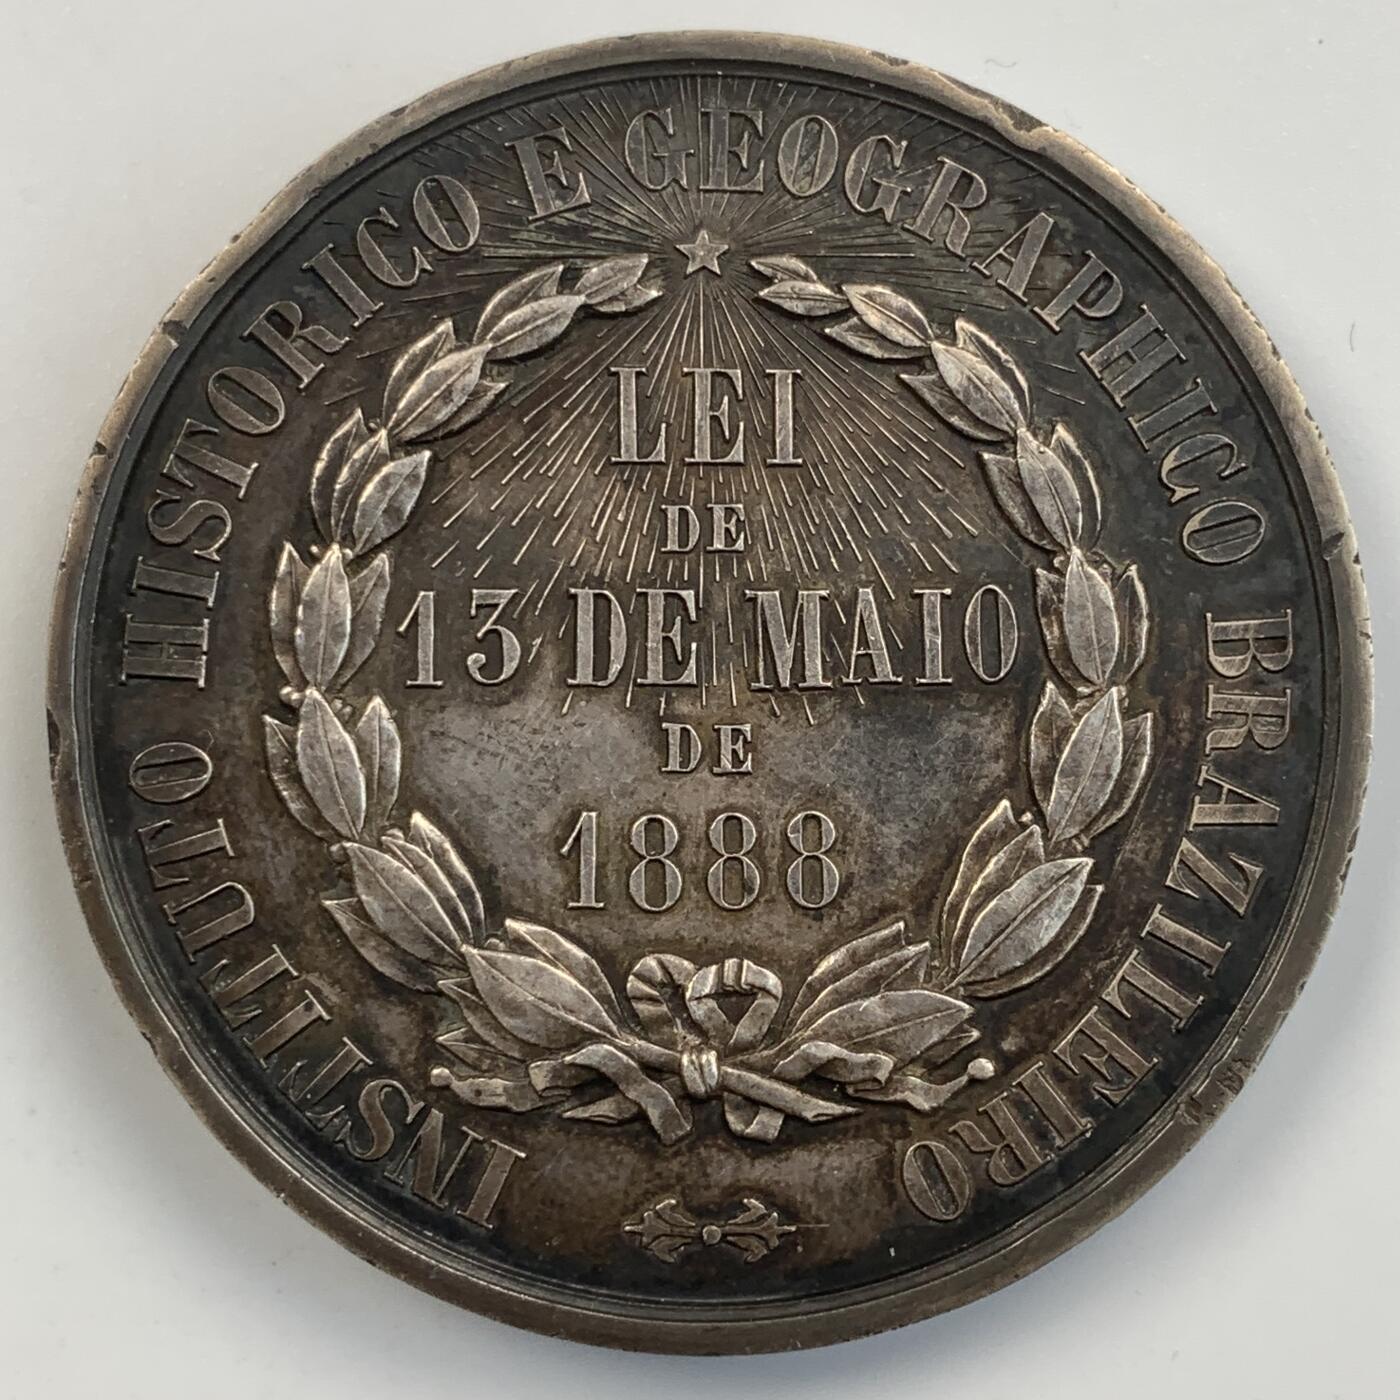 INSTITUTO HISTORICO E GEOGRAPHICO BRAZILEIRO
LEI
DE
13 DE MAIO
DE
1888